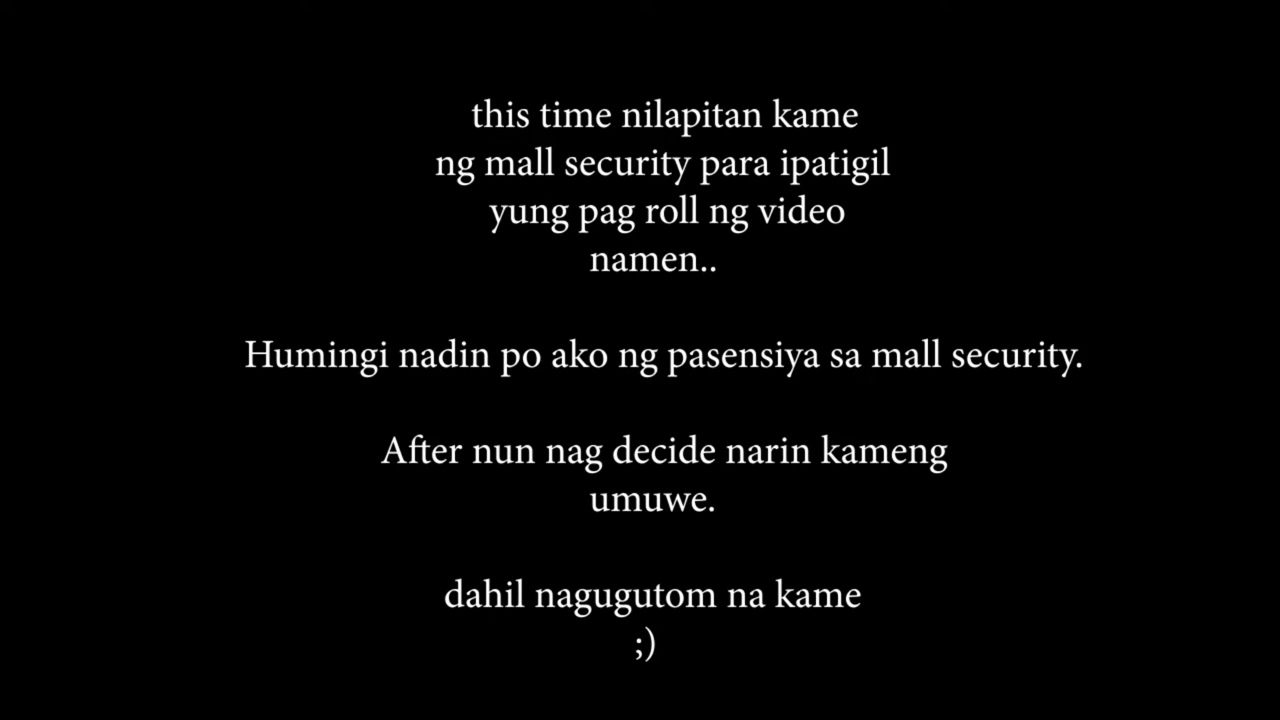 this time nilapitan kame
ng mall security para ipatigil
yung pag roll ng video
namen..
Humingi nadin po ako ng pasensiya sa mall security.
After nun nag decide narin kameng
umuwe.
dahil nagugutom na kame
;)